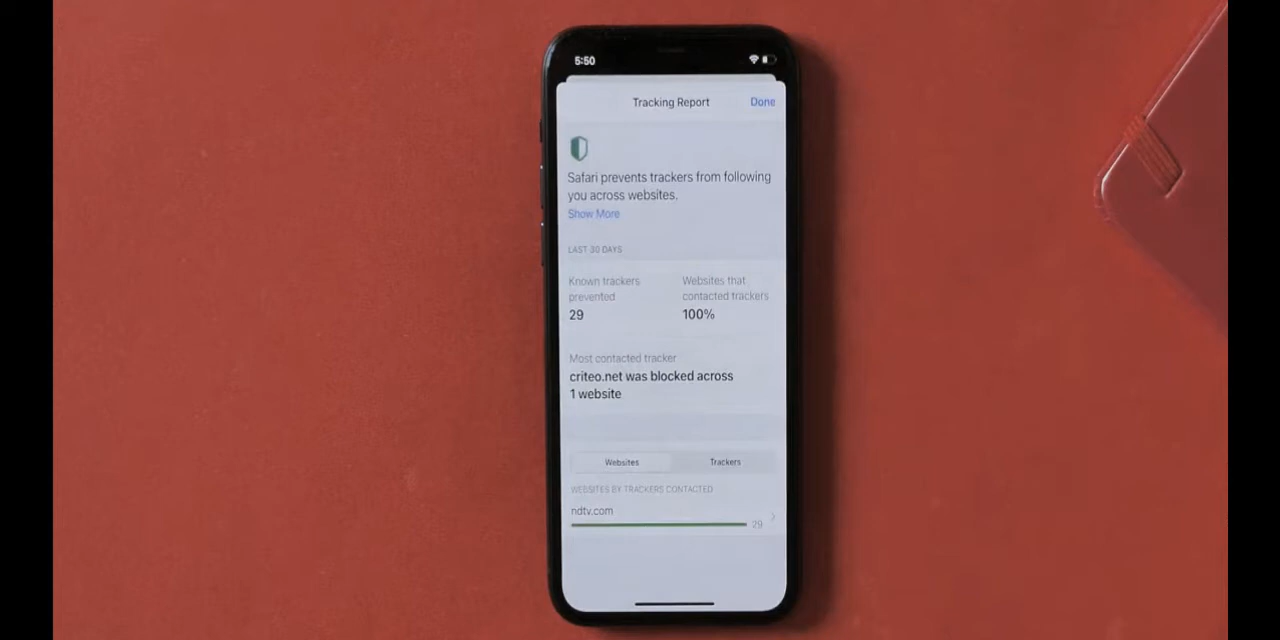 5:50
Tracking Report
Done
Safari prevents trackers from following
you across websites.
Show More
LAST 30 DAYS
Known trackers
prevented
29
Websites that
contacted trackers
100%
Most contacted tracker
criteo.net was blocked across
1 website
Websites
Trackers
WEBSITES BY TRACKERS CONTACTED
ndtv.com
29